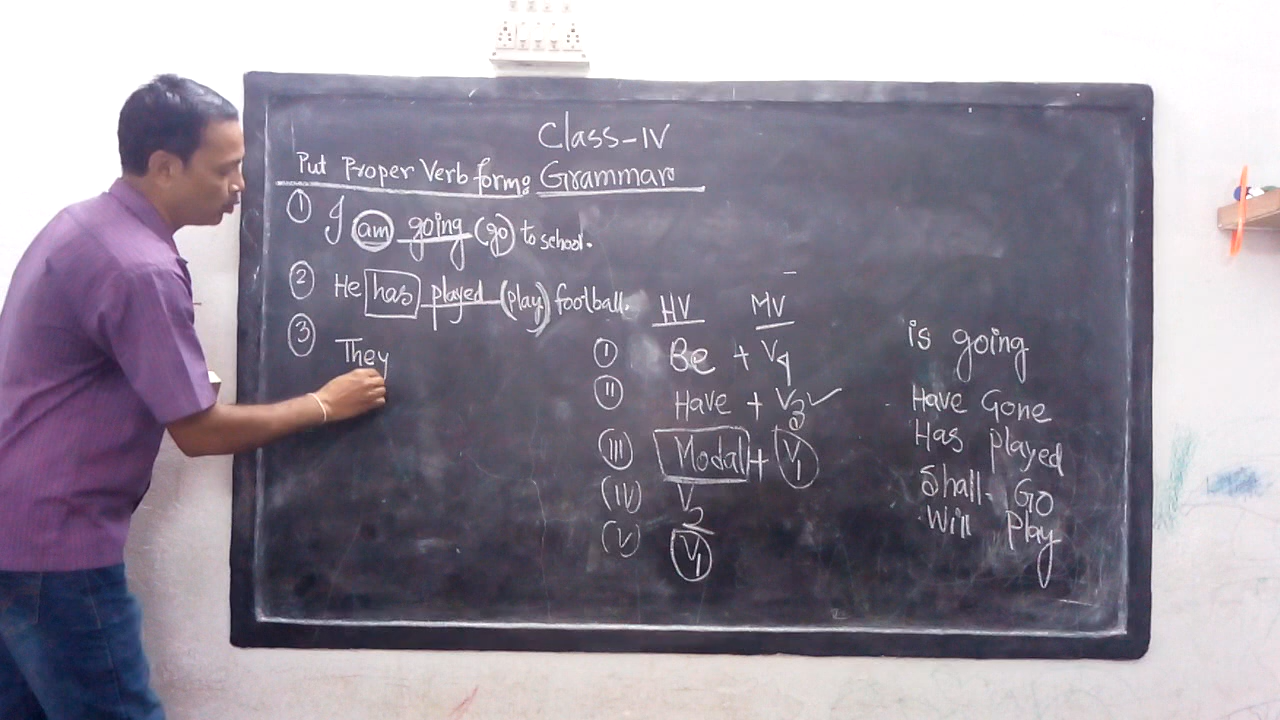 Class-IV
Put Proper Verb form: Grammar
① I am going (go) to school.
② He has played (play) football.
③ They
HV MV
(I) Be + V4
(II) Have + V3 ✓
(III) Modal + V1
(IV)
(V) V1
is going
Have Gone
Has played
Shall- Go
Will Play